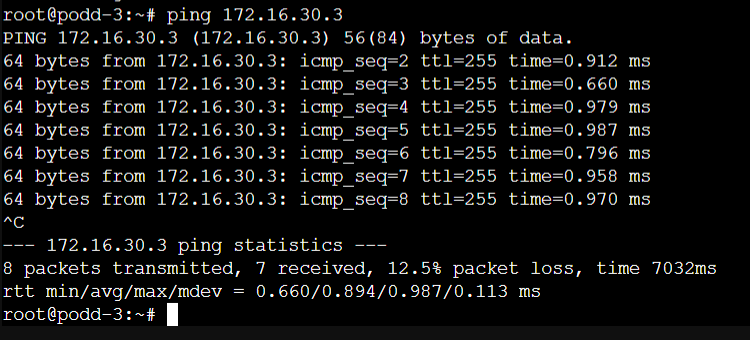 root@podd-3:~# ping 172.16.30.3
PING 172.16.30.3 (172.16.30.3) 56(84) bytes of data.
64 bytes from 172.16.30.3: icmp_seq=2 ttl=255 time=0.912 ms
64 bytes from 172.16.30.3: icmp_seq=3 ttl=255 time=0.660 ms
64 bytes from 172.16.30.3: icmp_seq=4 ttl=255 time=0.979 ms
64 bytes from 172.16.30.3: icmp_seq=5 ttl=255 time=0.987 ms
64 bytes from 172.16.30.3: icmp_seq=6 ttl=255 time=0.796 ms
64 bytes from 172.16.30.3: icmp_seq=7 ttl=255 time=0.958 ms
64 bytes from 172.16.30.3: icmp_seq=8 ttl=255 time=0.970 ms
^C
--- 172.16.30.3 ping statistics ---
8 packets transmitted, 7 received, 12.5% packet loss, time 7032ms
rtt min/avg/max/mdev = 0.660/0.894/0.987/0.113 ms
root@podd-3:~#